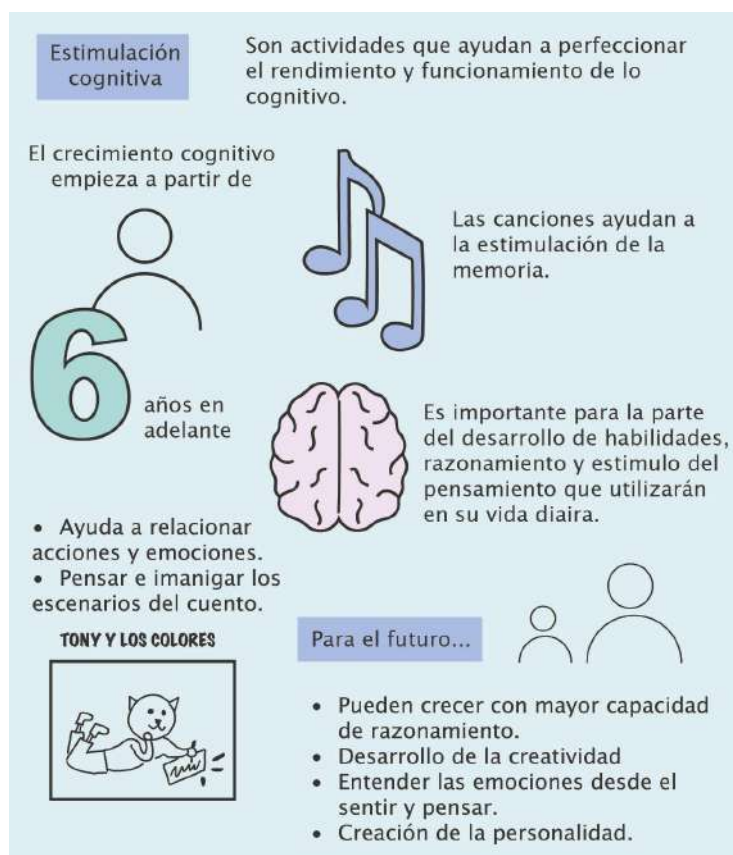 Estimulación
cognitiva
Son actividades que ayudan a perfeccionar
el rendimiento y funcionamiento de lo
cognitivo.
El crecimiento cognitivo
empieza a partir de
6
años en
adelante
Las canciones ayudan a
la estimulación de la
memoria.
Es importante para la parte
del desarrollo de habilidades,
razonamiento y estimulo del
pensamiento que utilizarán
en su vida diaira.
• Ayuda a relacionar
acciones y emociones.
• Pensar e imanigar los
escenarios del cuento.
TONY Y LOS COLORES
Para el futuro...
• Pueden crecer con mayor capacidad
de razonamiento.
• Desarrollo de la creatividad
• Entender las emociones desde el
sentir y pensar.
• Creación de la personalidad.